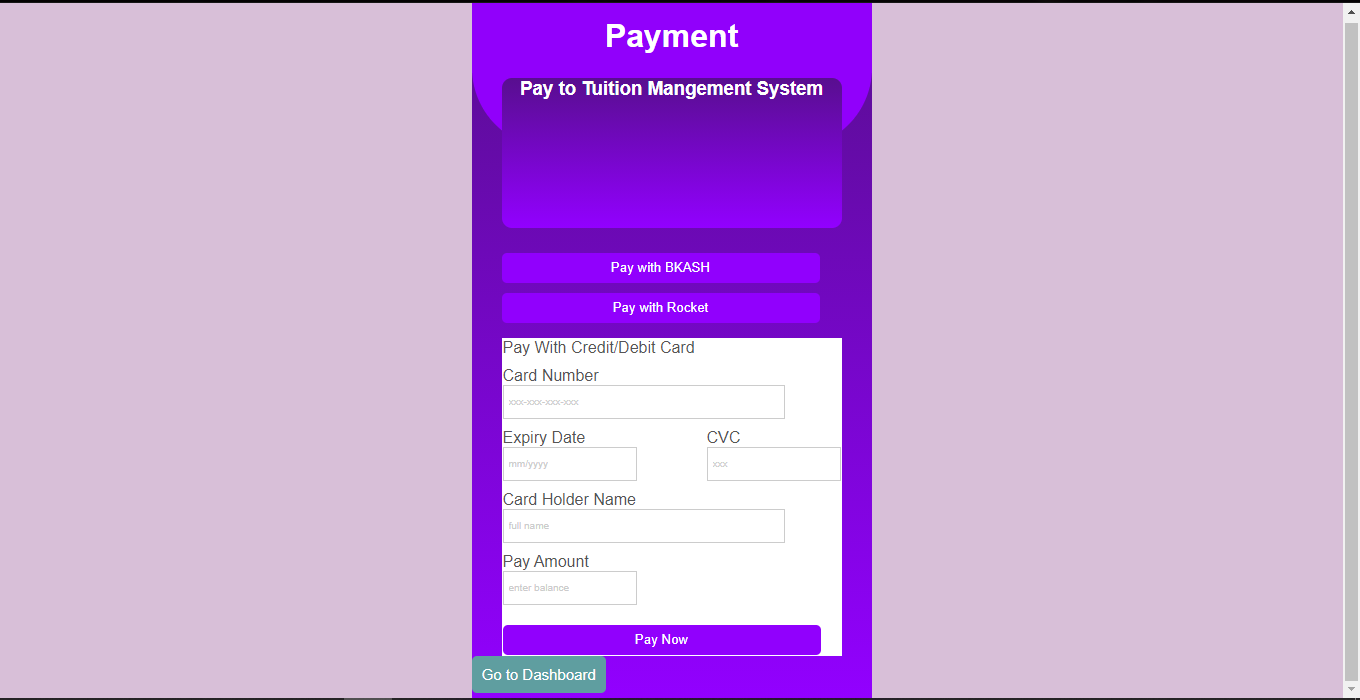 Payment
Pay to Tuition Mangement System
Pay with BKASH
Pay with Rocket
Pay With Credit/Debit Card
Card Number
xxx-xxx-xxx-xxx
Expiry Date CVC
mm/yyyy xxx
Card Holder Name
full name
Pay Amount
enter balance
Pay Now
Go to Dashboard